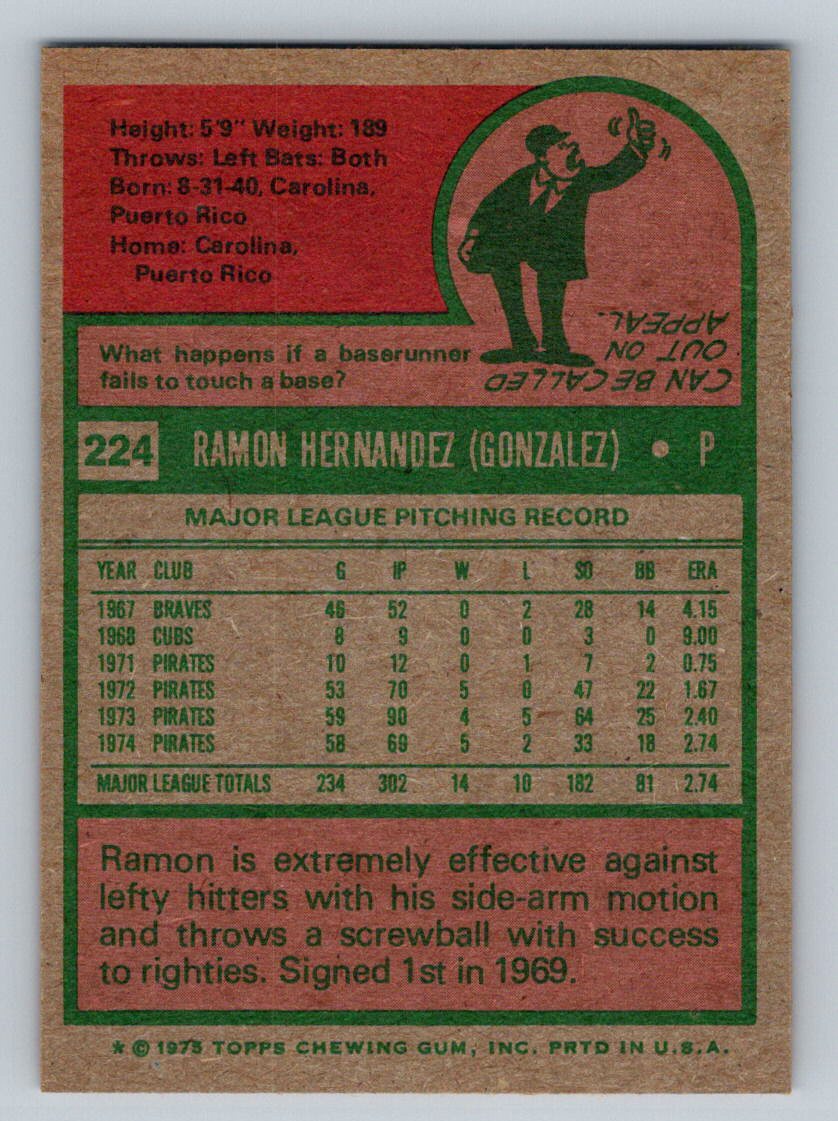 Height: 5'9" Weight: 189
Throws: Left Bats: Both
Born: 8-31-40, Carolina,
Puerto Rico
Home: Carolina,
Puerto Rico
What happens if a baserunner
fails to touch a base?
CAN BE CALLED
OUT ON
APPEAL.
224 RAMON HERNANDEZ (GONZALEZ) • P
MAJOR LEAGUE PITCHING RECORD
YEAR CLUB G IP W L SO BB ERA
1967 BRAVES 46 52 0 2 28 14 4.15
1968 CUBS 8 9 0 0 3 0 9.00
1971 PIRATES 10 12 0 1 7 2 0.75
1972 PIRATES 53 70 5 0 47 22 1.67
1973 PIRATES 59 90 4 5 64 25 2.40
1974 PIRATES 58 69 5 2 33 18 2.74
MAJOR LEAGUE TOTALS 234 302 14 10 182 81 2.74
Ramon is extremely effective against
lefty hitters with his side-arm motion
and throws a screwball with success
to righties. Signed 1st in 1969.
* © 1975 TOPPS CHEWING GUM, INC. PRTD IN U.S.A.